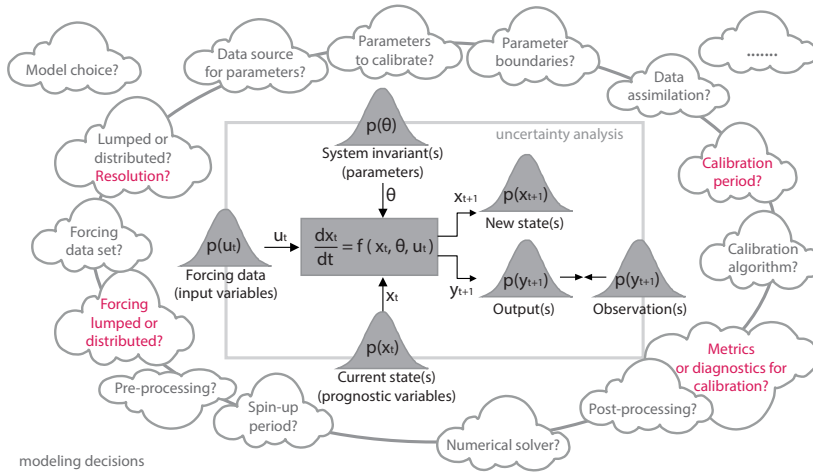 Model choice?
Data source
for parameters?
Parameters
to calibrate?
Parameter
boundaries?
.......
Data
assimilation?
Lumped or
distributed?
Resolution?
p(θ)
uncertainty analysis
System invariant(s)
(parameters)
θ
Calibration
period?
xt+1
p(xt+1)
New state(s)
Forcing
data set?
p(ut)
ut
dxt
dt
= f ( xt, θ, ut)
Forcing data
(input variables)
yt+1
p(yt+1)
Output(s)
p(yt+1)
Observation(s)
Calibration
algorithm?
Forcing
lumped or
distributed?
xt
p(xt)
Current state(s)
(prognostic variables)
Metrics
or diagnostics for
calibration?
Pre-processing?
Spin-up
period?
Numerical solver?
Post-processing?
modeling decisions